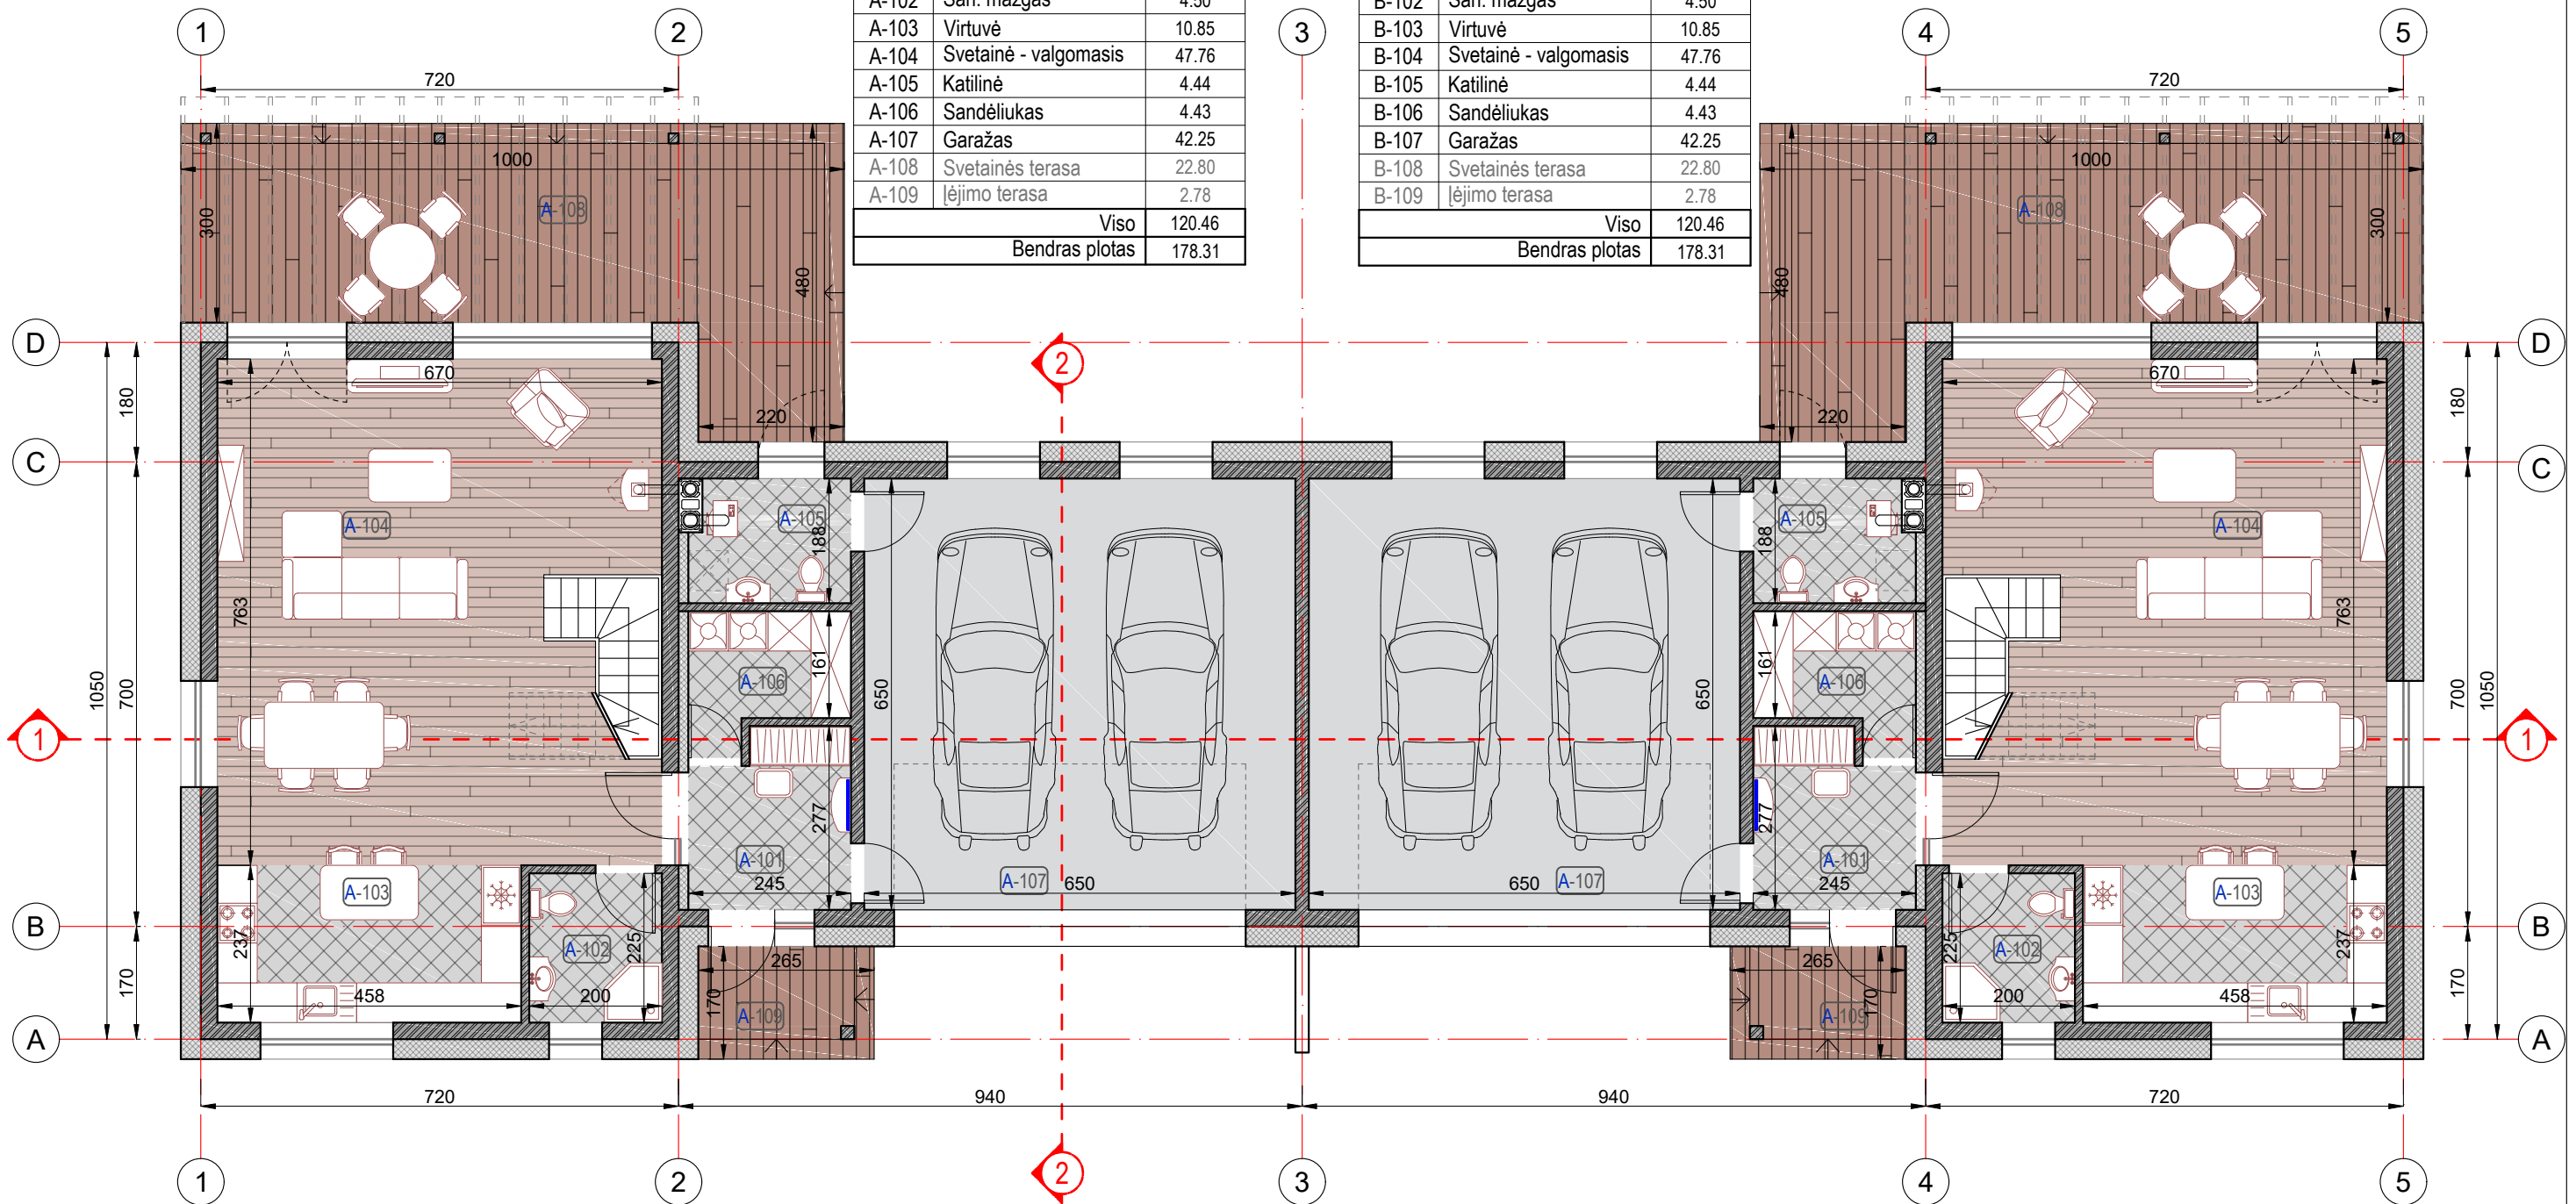 A-102 San. mazgas 4.50
A-103 Virtuvė 10.85
A-104 Svetainė - valgomasis 47.76
A-105 Katilinė 4.44
A-106 Sandėliukas 4.43
A-107 Garažas 42.25
A-108 Svetainės terasa 22.80
A-109 Įėjimo terasa 2.78
Viso 120.46
Bendras plotas 178.31
B-102 San. mazgas 4.50
B-103 Virtuvė 10.85
B-104 Svetainė - valgomasis 47.76
B-105 Katilinė 4.44
B-106 Sandėliukas 4.43
B-107 Garažas 42.25
B-108 Svetainės terasa 22.80
B-109 Įėjimo terasa 2.78
Viso 120.46
Bendras plotas 178.31
1 2 3 4 5
720 720
1000 1000
A-108 A-108
300 480 480 300
D D
2
670 670
180 220 220 180
C C
A-104 A-105 A-105 A-104
188 188
763 161 161 763
A-106 A-106
1050 700 650 650 700 1050
1 1
277 277
A-101 A-101
245 650 650 245
A-107 A-107
A-103 A-103
B B
237 A-102 225 225 A-102 237
265 265
170 458 200 170 170 200 458 170
A-109 A-109
A A
720 940 940 720
1 2 2 3 4 5